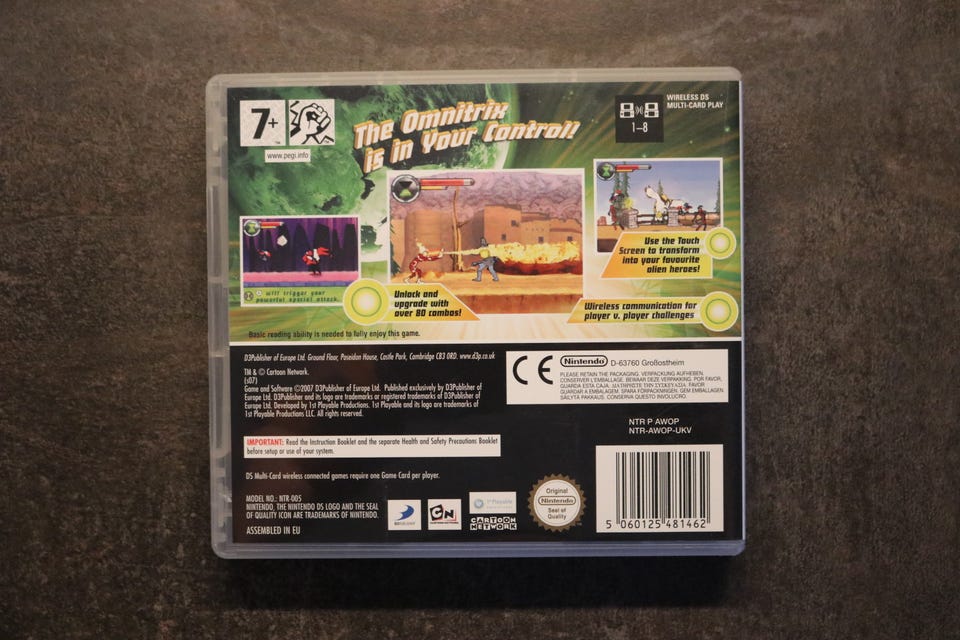 7+
www.pegi.info
The Omnitrix
is in Your Control!
1-8
WIRELESS DS
MULTI-CARD PLAY
will trigger your
powerful special attack.
Unlock and
upgrade with
over 80 combos!
Use the Touch
Screen to transform
into your favourite
alien heroes!
Wireless communication for
player v. player challenges
Basic reading ability is needed to fully enjoy this game.
D3Publisher of Europe Ltd. Ground Floor, Poseidon House, Castle Park, Cambridge CB3 0RD. www.d3p.co.uk
TM & © Cartoon Network.
(s07)
Game and Software ©2007 D3Publisher of Europe Ltd. Published exclusively by D3Publisher of
Europe Ltd. D3Publisher and its logo are trademarks or registered trademarks of D3Publisher of
Europe Ltd. Developed by 1st Playable Productions. 1st Playable and its logo are trademarks of
1st Playable Productions LLC. All rights reserved.
CE
Nintendo D-63760 Großostheim
PLEASE RETAIN THE PACKAGING. VERPACKUNG AUFHEBEN.
CONSERVER L'EMBALLAGE. BEWAAR DEZE VERPAKKING. POR FAVOR,
GUARDA ESTA CAJA. ΔΙΑΤΗΡΗΣΤΕ ΤΗΝ ΣΥΣΚΕΥΑΣΙΑ. FAVOR
GUARDAR A EMBALAGEM. SPARA FÖRPACKNINGEN. GEM EMBALLAGEN
SÄILYTÄ PAKKAUS. CONSERVA QUESTO INVOLUCRO.
NTR P AWOP
NTR-AWOP-UKV
IMPORTANT: Read the Instruction Booklet and the separate Health and Safety Precautions Booklet
before setup or use of your system.
DS Multi-Card wireless connected games require one Game Card per player.
MODEL NO.: NTR-005
NINTENDO, THE NINTENDO DS LOGO AND THE SEAL
OF QUALITY ICON ARE TRADEMARKS OF NINTENDO.
ASSEMBLED IN EU
D3PUBLISHER
CN
CARTOON NETWORK
1st Playable
CARTOON
NETWORK
Original
Nintendo
Seal of
Quality
5 060125 481462